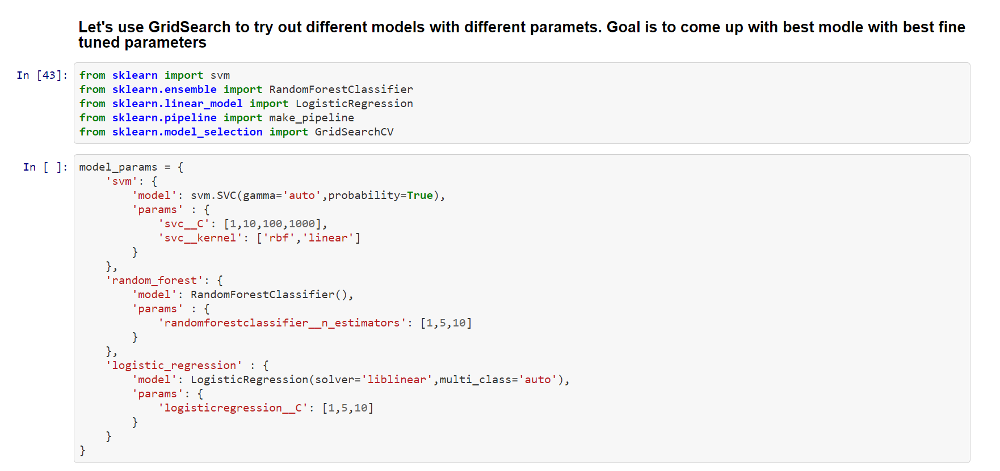 Let's use GridSearch to try out different models with different paramets. Goal is to come up with best modle with best fine
tuned parameters
In [43]:
from sklearn import svm
from sklearn.ensemble import RandomForestClassifier
from sklearn.linear_model import LogisticRegression
from sklearn.pipeline import make_pipeline
from sklearn.model_selection import GridSearchCV
In [ ]:
model_params = {
    'svm': {
        'model': svm.SVC(gamma='auto',probability=True),
        'params' : {
            'svc__C': [1,10,100,1000],
            'svc__kernel': ['rbf','linear']
        }
    },
    'random_forest': {
        'model': RandomForestClassifier(),
        'params' : {
            'randomforestclassifier__n_estimators': [1,5,10]
        }
    },
    'logistic_regression' : {
        'model': LogisticRegression(solver='liblinear',multi_class='auto'),
        'params': {
            'logisticregression__C': [1,5,10]
        }
    }
}